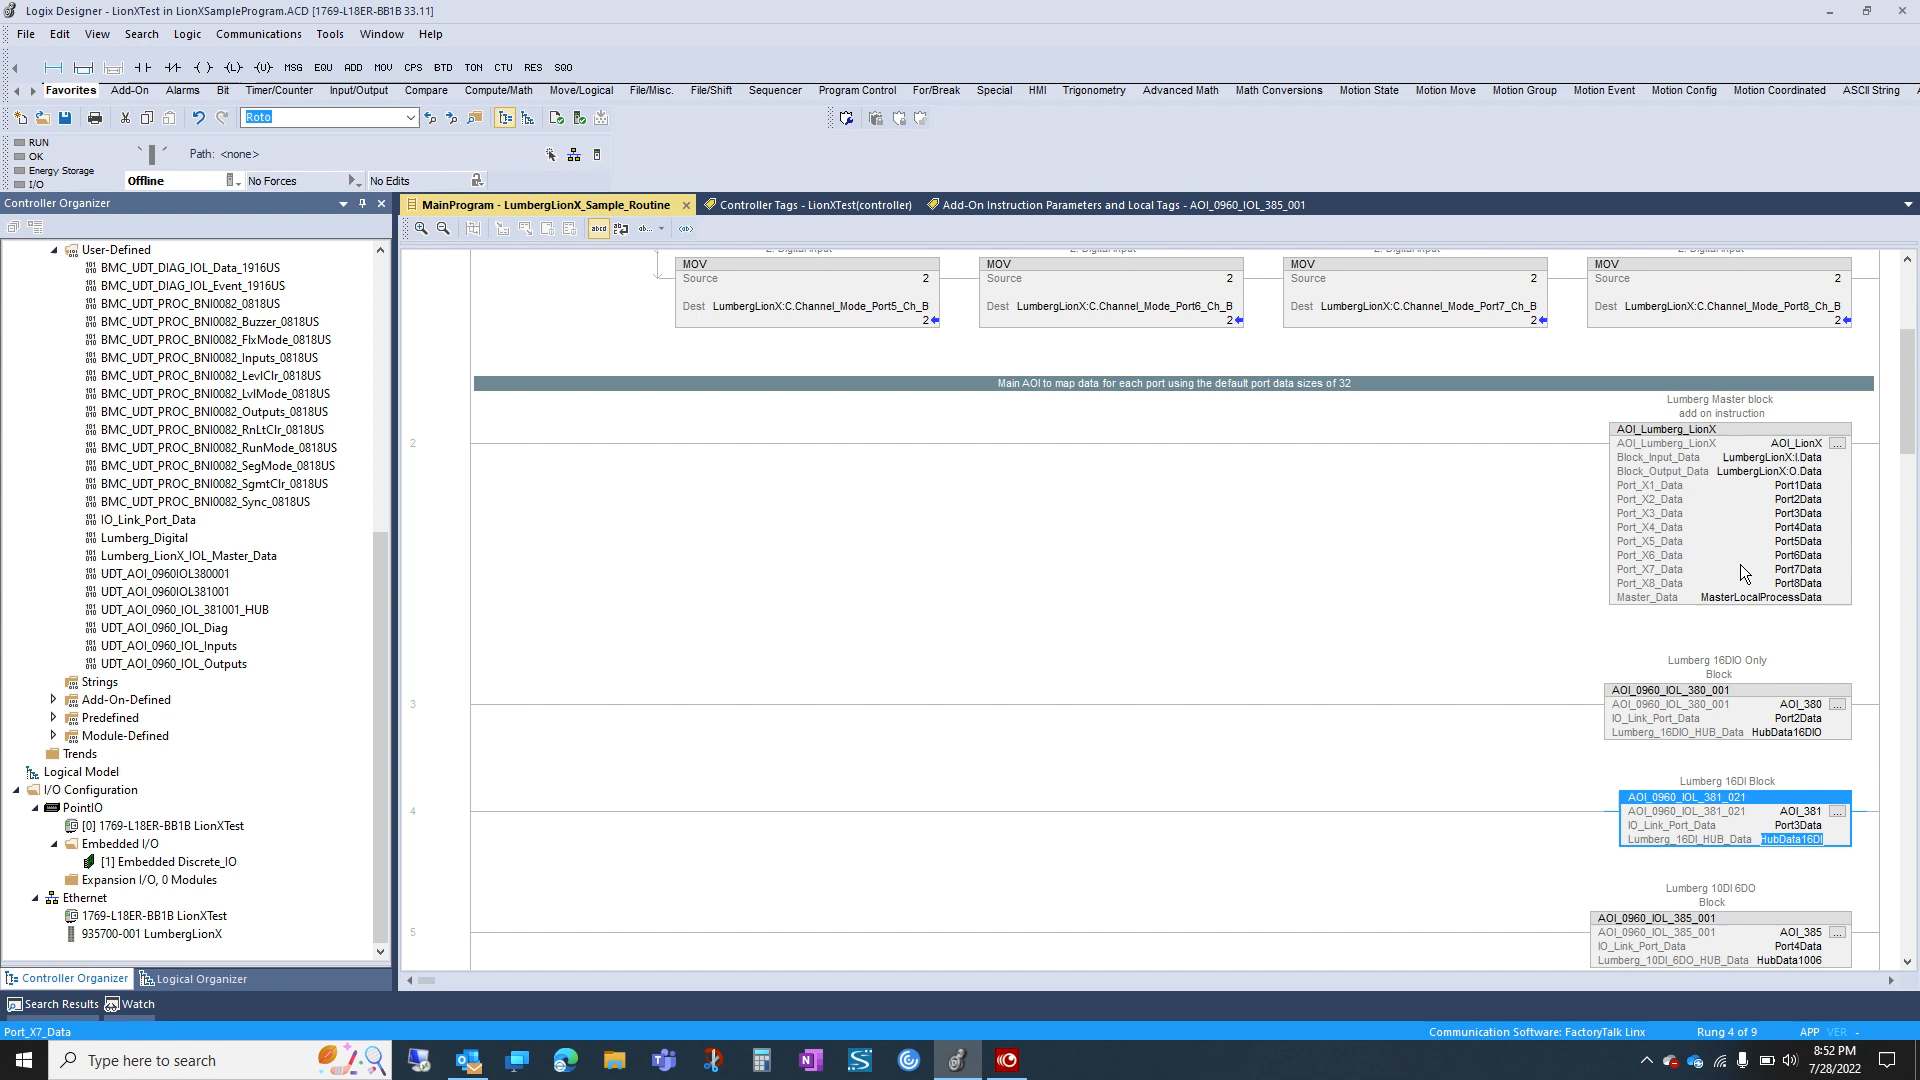 Logix Designer - LionXTest in LionXSampleProgram.ACD [1769-L18ER-BB1B 33.11]
File Edit View Search Logic Communications Tools Window Help
MSG EQU ADD MOV CPS BTD TON CTU RES SQO
Favorites Add-On Alarms Bit Timer/Counter Input/Output Compare Compute/Math Move/Logical File/Misc. File/Shift Sequencer Program Control For/Break Special HMI Trigonometry Advanced Math Math Conversions Motion State Motion Move Motion Group Motion Event Motion Config Motion Coordinated ASCII String
Roto
RUN
OK
Energy Storage
I/O
Path: <none>
Offline
No Forces
No Edits
Controller Organizer
User-Defined
BMC_UDT_DIAG_IOL_Data_1916US
BMC_UDT_DIAG_IOL_Event_1916US
BMC_UDT_PROC_BNI0082_0818US
BMC_UDT_PROC_BNI0082_Buzzer_0818US
BMC_UDT_PROC_BNI0082_FlxMode_0818US
BMC_UDT_PROC_BNI0082_Inputs_0818US
BMC_UDT_PROC_BNI0082_LevlClr_0818US
BMC_UDT_PROC_BNI0082_LvlMode_0818US
BMC_UDT_PROC_BNI0082_Outputs_0818US
BMC_UDT_PROC_BNI0082_RnLtClr_0818US
BMC_UDT_PROC_BNI0082_RunMode_0818US
BMC_UDT_PROC_BNI0082_SegMode_0818US
BMC_UDT_PROC_BNI0082_SgmtClr_0818US
BMC_UDT_PROC_BNI0082_Sync_0818US
IO_Link_Port_Data
Lumberg_Digital
Lumberg_LionX_IOL_Master_Data
UDT_AOI_0960IOL380001
UDT_AOI_0960IOL381001
UDT_AOI_0960_IOL_381001_HUB
UDT_AOI_0960_IOL_Diag
UDT_AOI_0960_IOL_Inputs
UDT_AOI_0960_IOL_Outputs
Strings
Add-On-Defined
Predefined
Module-Defined
Trends
Logical Model
I/O Configuration
PointIO
[0] 1769-L18ER-BB1B LionXTest
Embedded I/O
[1] Embedded Discrete_IO
Expansion I/O, 0 Modules
Ethernet
1769-L18ER-BB1B LionXTest
935700-001 LumbergLionX
Controller Organizer
Logical Organizer
MainProgram - LumbergLionX_Sample_Routine
Controller Tags - LionXTest(controller)
Add-On Instruction Parameters and Local Tags - AOI_0960_IOL_385_001
2: Digital Input 2: Digital Input 2: Digital Input 2: Digital Input
MOV MOV MOV MOV
Source 2 Source 2 Source 2 Source 2
Dest LumbergLionX:C.Channel_Mode_Port5_Ch_B Dest LumbergLionX:C.Channel_Mode_Port6_Ch_B Dest LumbergLionX:C.Channel_Mode_Port7_Ch_B Dest LumbergLionX:C.Channel_Mode_Port8_Ch_B
2 2 2 2
Main AOI to map data for each port using the default port data sizes of 32
Lumberg Master block
add on instruction
AOI_Lumberg_LionX
2 AOI_Lumberg_LionX AOI_LionX ...
Block_Input_Data LumbergLionX:I.Data
Block_Output_Data LumbergLionX:O.Data
Port_X1_Data Port1Data
Port_X2_Data Port2Data
Port_X3_Data Port3Data
Port_X4_Data Port4Data
Port_X5_Data Port5Data
Port_X6_Data Port6Data
Port_X7_Data Port7Data
Port_X8_Data Port8Data
Master_Data MasterLocalProcessData
Lumberg 16DIO Only
Block
AOI_0960_IOL_380_001
3 AOI_0960_IOL_380_001 AOI_380 ...
IO_Link_Port_Data Port2Data
Lumberg_16DIO_HUB_Data HubData16DIO
Lumberg 16DI Block
AOI_0960_IOL_381_021
4 AOI_0960_IOL_381_021 AOI_381 ...
IO_Link_Port_Data Port3Data
Lumberg_16DI_HUB_Data HubData16DI
Lumberg 10DI 6DO
Block
AOI_0960_IOL_385_001
5 AOI_0960_IOL_385_001 AOI_385 ...
IO_Link_Port_Data Port4Data
Lumberg_10DI_6DO_HUB_Data HubData1006
Search Results Watch
Port_X7_Data
Communication Software: FactoryTalk Linx Rung 4 of 9 APP VER -
Type here to search
8:52 PM
7/28/2022